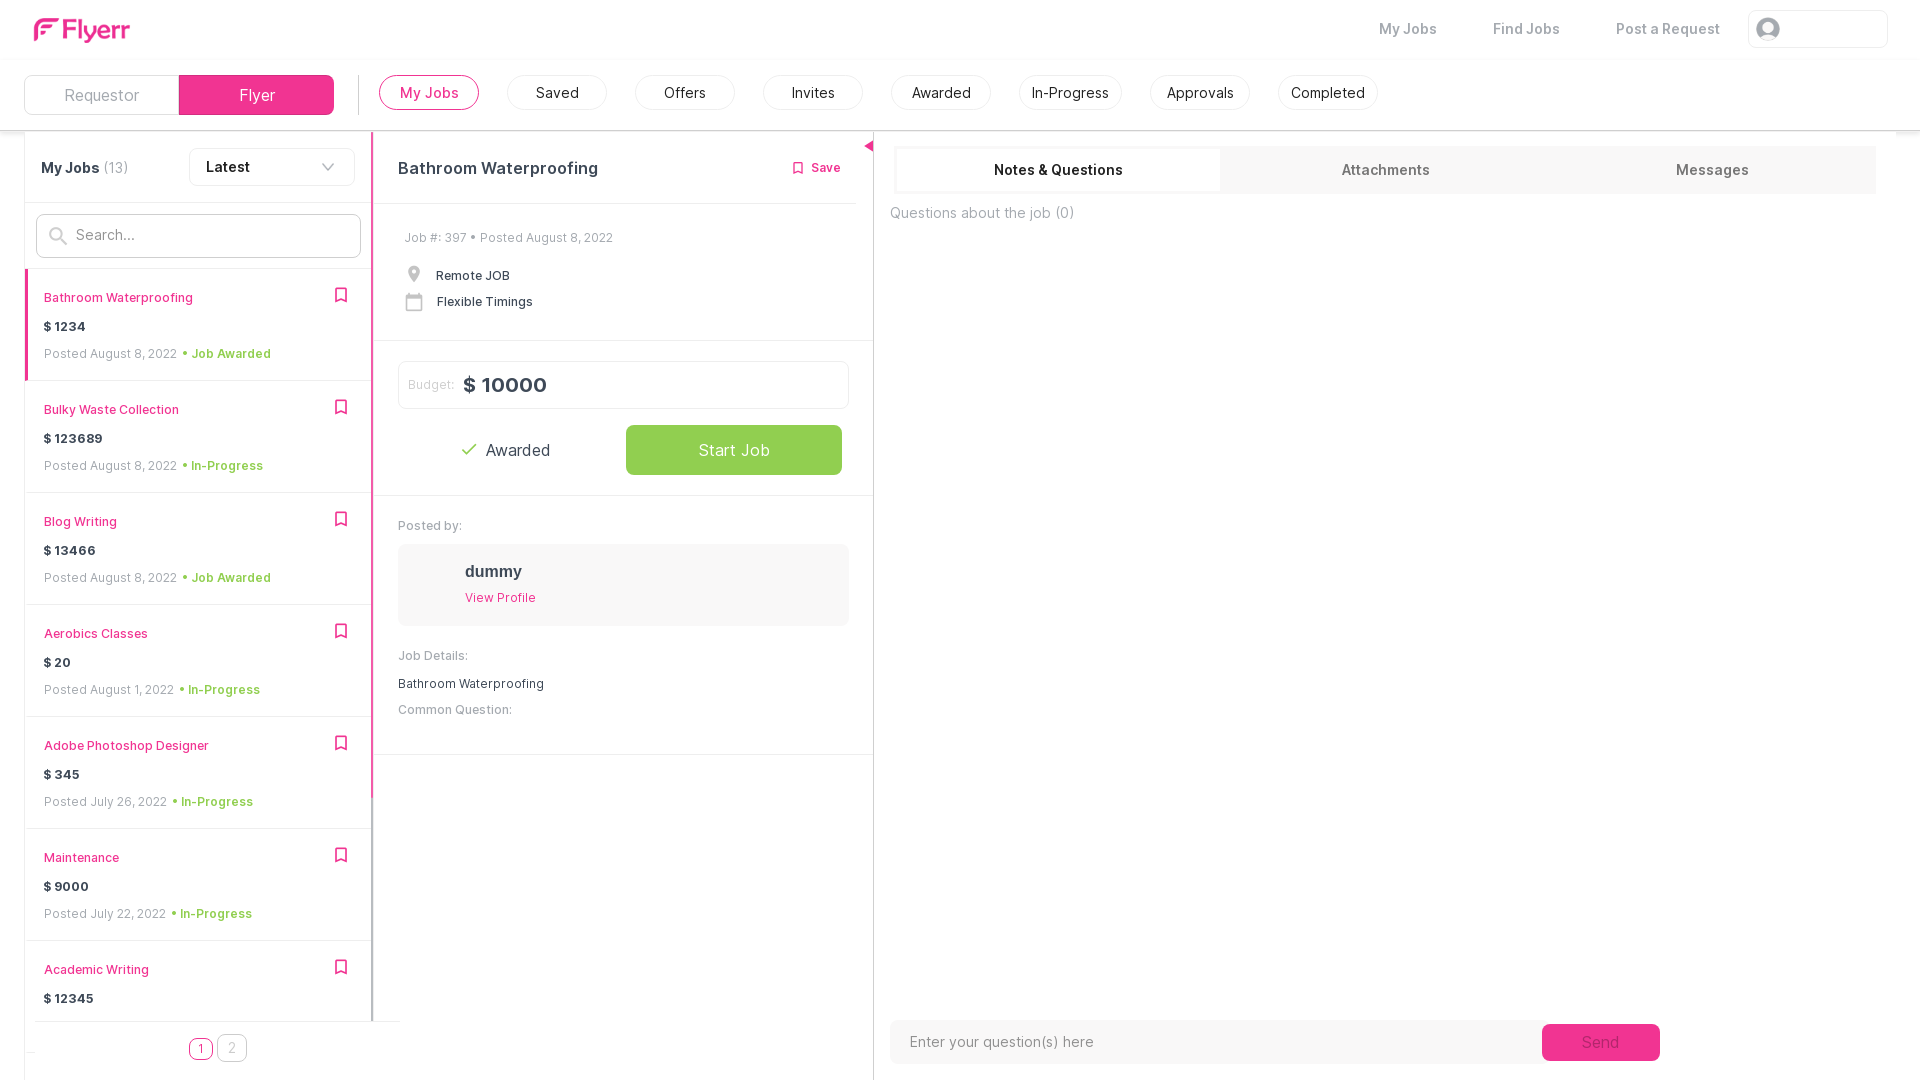 Flyerr
My Jobs
Find Jobs
Post a Request
Requestor
Flyer
My Jobs
Saved
Offers
Invites
Awarded
In-Progress
Approvals
Completed
My Jobs (13)
Latest
Search...
Bathroom Waterproofing
$ 1234
Posted August 8, 2022 • Job Awarded
Bulky Waste Collection
$ 123689
Posted August 8, 2022 • In-Progress
Blog Writing
$ 13466
Posted August 8, 2022 • Job Awarded
Aerobics Classes
$ 20
Posted August 1, 2022 • In-Progress
Adobe Photoshop Designer
$ 345
Posted July 26, 2022 • In-Progress
Maintenance
$ 9000
Posted July 22, 2022 • In-Progress
Academic Writing
$ 12345
1
2
Bathroom Waterproofing
Save
Job #: 397 • Posted August 8, 2022
Remote JOB
Flexible Timings
Budget: $ 10000
Awarded
Start Job
Posted by:
dummy
View Profile
Job Details:
Bathroom Waterproofing
Common Question:
Notes & Questions
Attachments
Messages
Questions about the job (0)
Enter your question(s) here
Send